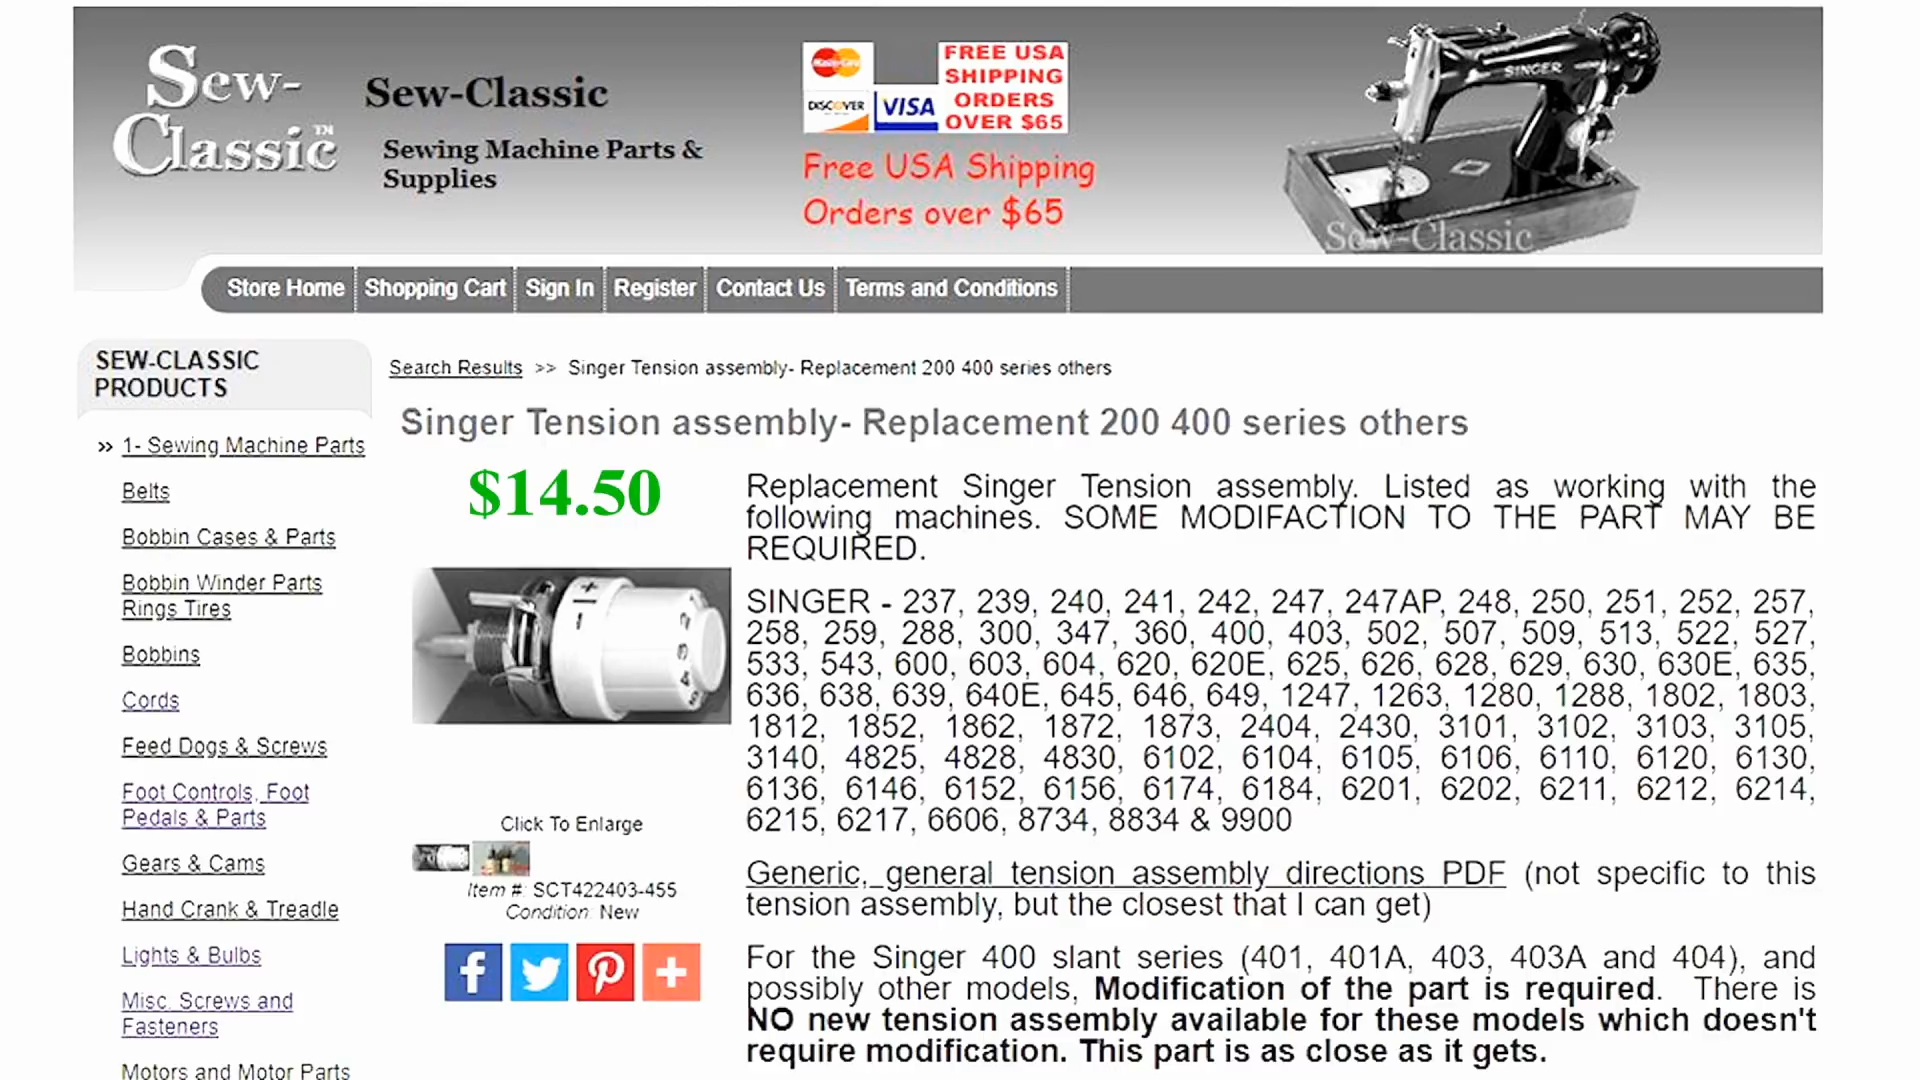 Sew-
Classic™
Sew-Classic
Sewing Machine Parts &
Supplies
MasterCard
DISCOVER
VISA
FREE USA
SHIPPING
ORDERS
OVER $65
Free USA Shipping
Orders over $65
SINGER
Sew-Classic
Store Home
Shopping Cart
Sign In
Register
Contact Us
Terms and Conditions
SEW-CLASSIC
PRODUCTS
» 1- Sewing Machine Parts
Belts
Bobbin Cases & Parts
Bobbin Winder Parts
Rings Tires
Bobbins
Cords
Feed Dogs & Screws
Foot Controls, Foot
Pedals & Parts
Gears & Cams
Hand Crank & Treadle
Lights & Bulbs
Misc. Screws and
Fasteners
Motors and Motor Parts
Search Results >> Singer Tension assembly- Replacement 200 400 series others
Singer Tension assembly- Replacement 200 400 series others
$14.50
+
-
2
3
4
Click To Enlarge
Item #: SCT422403-455
Condition: New
Replacement Singer Tension assembly. Listed as working with the
following machines. SOME MODIFACTION TO THE PART MAY BE
REQUIRED.
SINGER - 237, 239, 240, 241, 242, 247, 247AP, 248, 250, 251, 252, 257,
258, 259, 288, 300, 347, 360, 400, 403, 502, 507, 509, 513, 522, 527,
533, 543, 600, 603, 604, 620, 620E, 625, 626, 628, 629, 630, 630E, 635,
636, 638, 639, 640E, 645, 646, 649, 1247, 1263, 1280, 1288, 1802, 1803,
1812, 1852, 1862, 1872, 1873, 2404, 2430, 3101, 3102, 3103, 3105,
3140, 4825, 4828, 4830, 6102, 6104, 6105, 6106, 6110, 6120, 6130,
6136, 6146, 6152, 6156, 6174, 6184, 6201, 6202, 6211, 6212, 6214,
6215, 6217, 6606, 8734, 8834 & 9900
Generic, general tension assembly directions PDF (not specific to this
tension assembly, but the closest that I can get)
For the Singer 400 slant series (401, 401A, 403, 403A and 404), and
possibly other models, Modification of the part is required. There is
NO new tension assembly available for these models which doesn't
require modification. This part is as close as it gets.